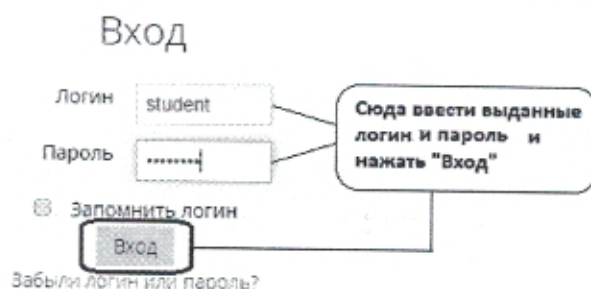 Вход
Логин
student
Пароль
••••••••
Запомнить логин
Вход
Забыли логин или пароль?
Сюда ввести выданные
логин и пароль и
нажать "Вход"